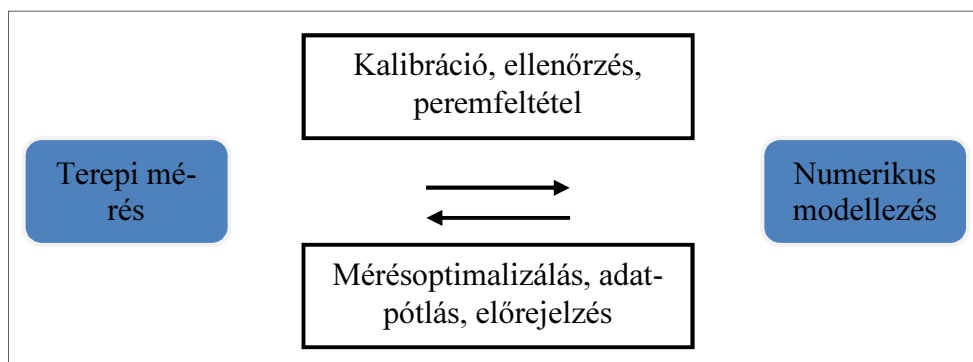 Kalibráció, ellenőrzés,
peremfeltétel
Terepi mé-
rés
Numerikus
modellezés
Mérésoptimalizálás, adat-
pótlás, előrejelzés